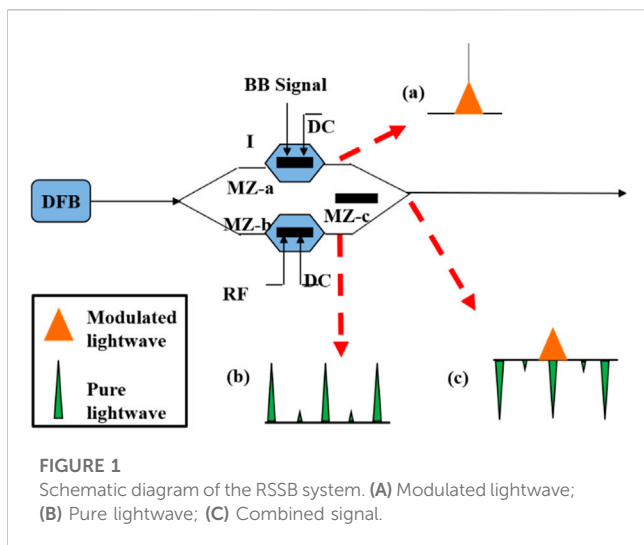 BB Signal
(a)
DC
I
MZ-a
DFB
MZ-b
MZ-c
DC
RF
Modulated
lightwave
Pure
lightwave
(b)
(c)
FIGURE 1
Schematic diagram of the RSSB system. (A) Modulated lightwave;
(B) Pure lightwave; (C) Combined signal.